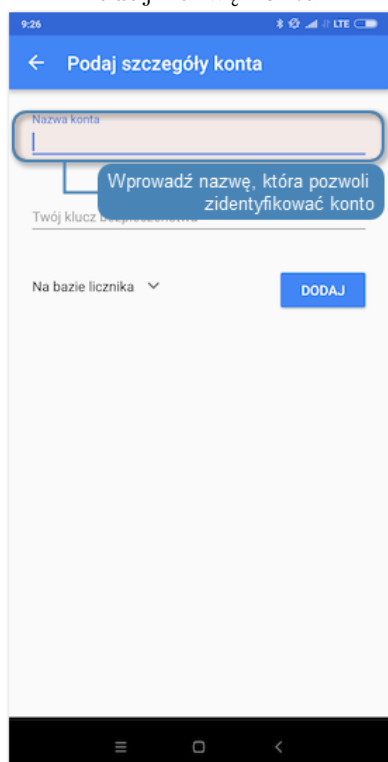 9:26 LTE
Podaj szczegóły konta
Nazwa konta
Wprowadź nazwę, która pozwoli
zidentyfikować konto
Twój klucz
Na bazie licznika
DODAJ